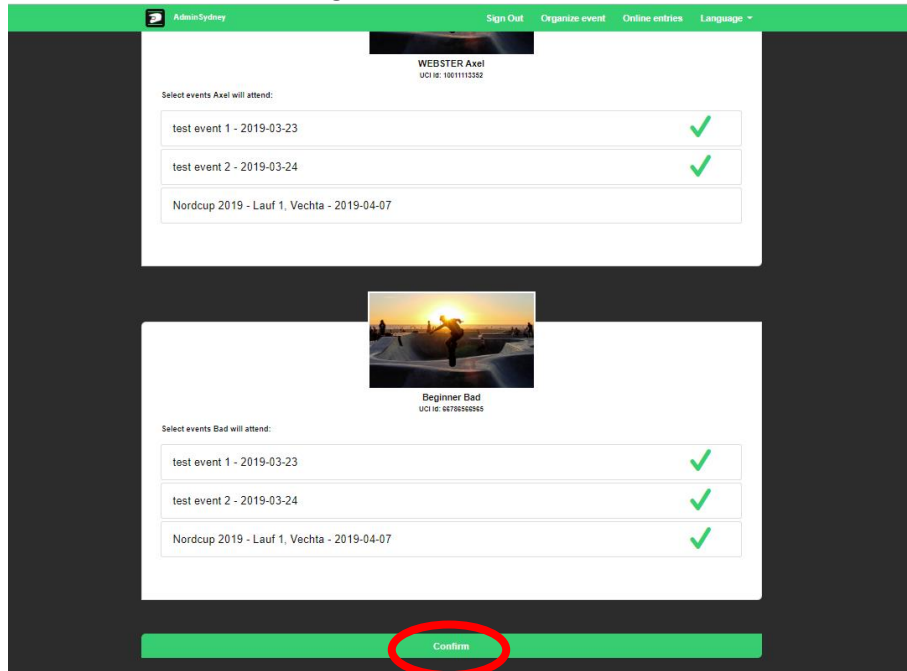 AdminSydney Sign Out Organize event Online entries Language
WEBSTER Axel
UCI Id: 10011113352
Select events Axel will attend:
test event 1 - 2019-03-23
test event 2 - 2019-03-24
Nordcup 2019 - Lauf 1, Vechta - 2019-04-07
Beginner Bad
UCI Id: 66786566965
Select events Bad will attend:
test event 1 - 2019-03-23
test event 2 - 2019-03-24
Nordcup 2019 - Lauf 1, Vechta - 2019-04-07
Confirm